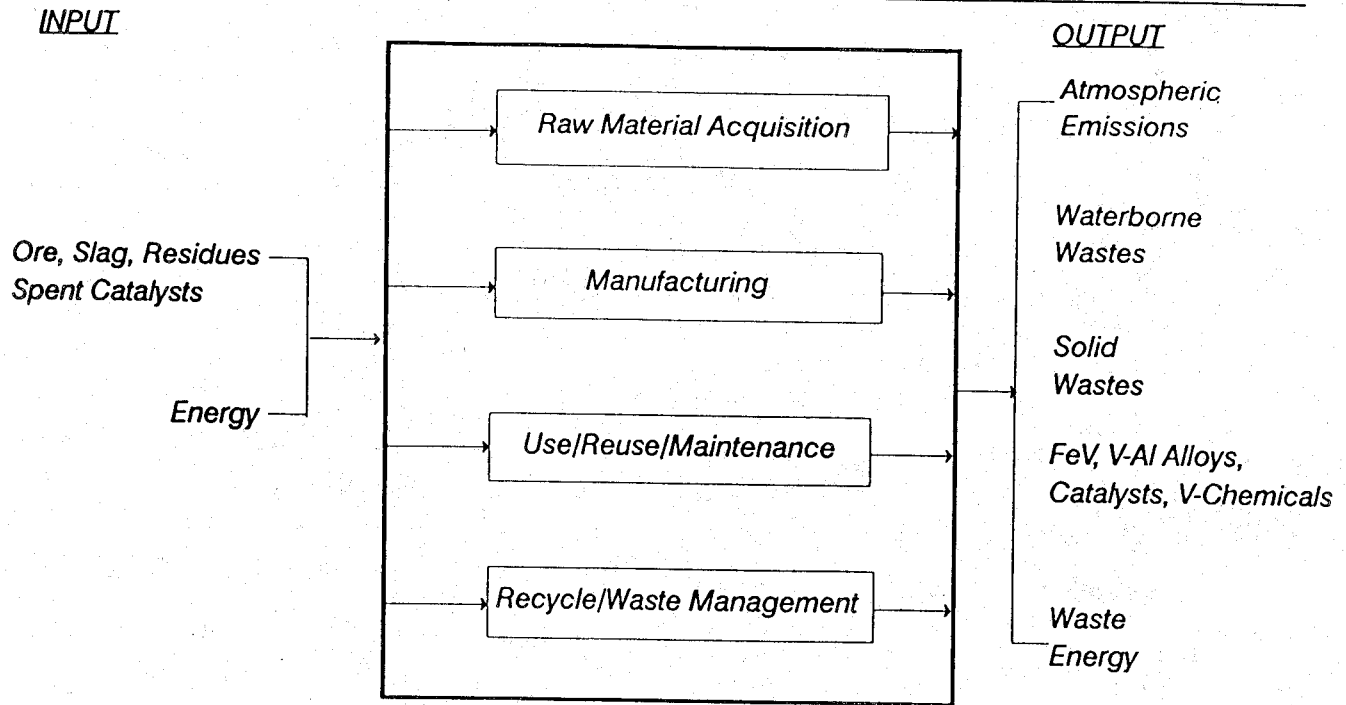 INPUT
OUTPUT
Atmospheric
Emissions
Raw Material Acquisition
Waterborne
Wastes
Ore, Slag, Residues
Spent Catalysts
Manufacturing
Solid
Wastes
Energy
Use/Reuse/Maintenance
FeV, V-Al Alloys,
Catalysts, V-Chemicals
Recycle/Waste Management
Waste
Energy